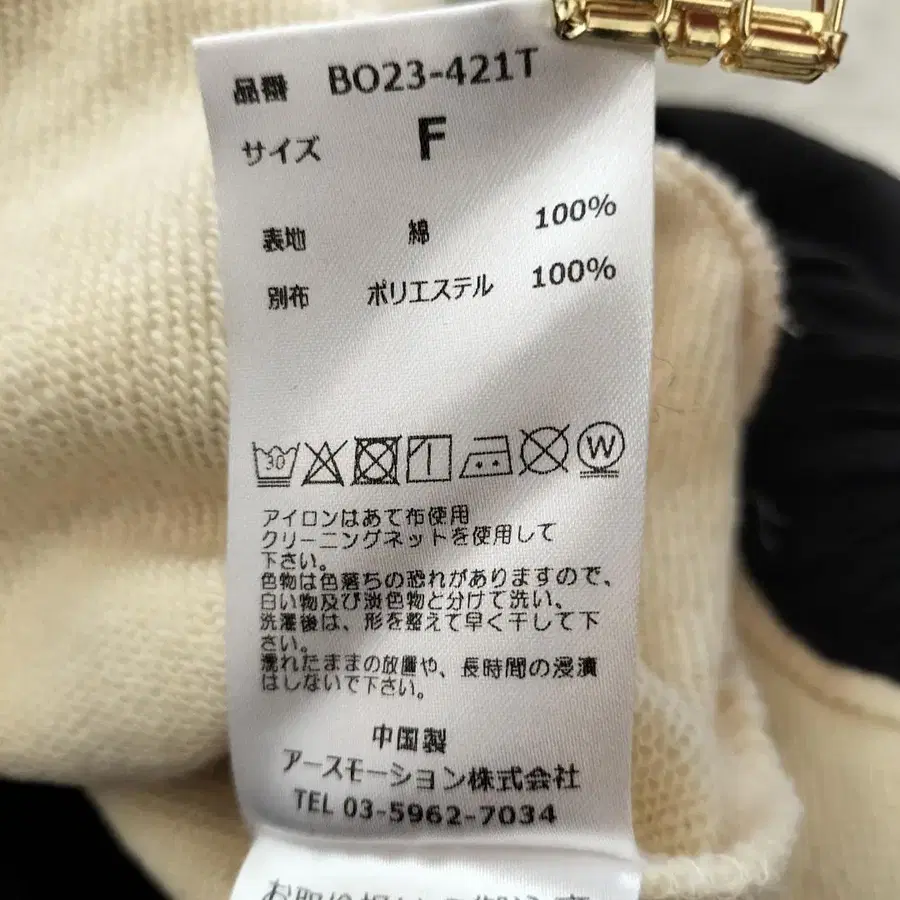 品番 BO23-421T
サイズ F
表地 綿 100%
別布 ポリエステル 100%
30
W
アイロンはあて布使用
クリーニングネットを使用して
下さい。
色物は色落ちの恐れがありますので、
白い物及び淡色物と分けて洗い、
洗濯後は、形を整えて早く干して下
さい。
濡れたままの放置や、長時間の浸漬
はしないで下さい。
中国製
アースモーション株式会社
TEL 03-5962-7034